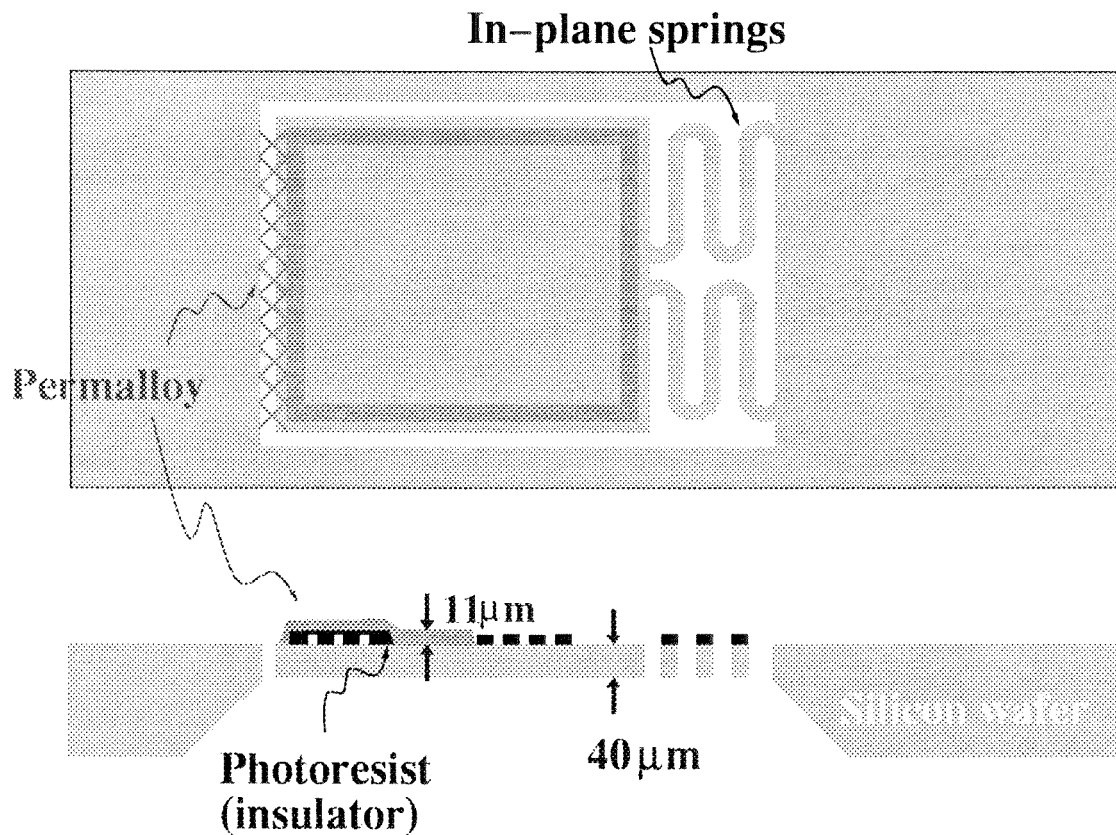 In-plane springs
Permalloy
11μm
Silicon wafer
40μm
Photoresist
(insulator)